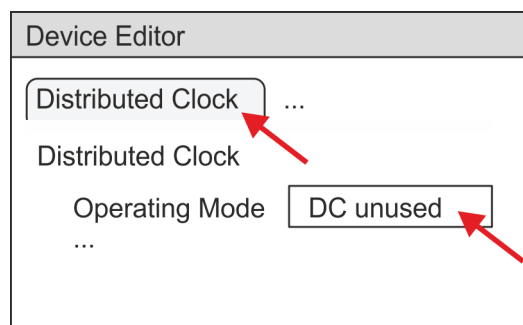 Device Editor
Distributed Clock ...
Distributed Clock
Operating Mode DC unused
...